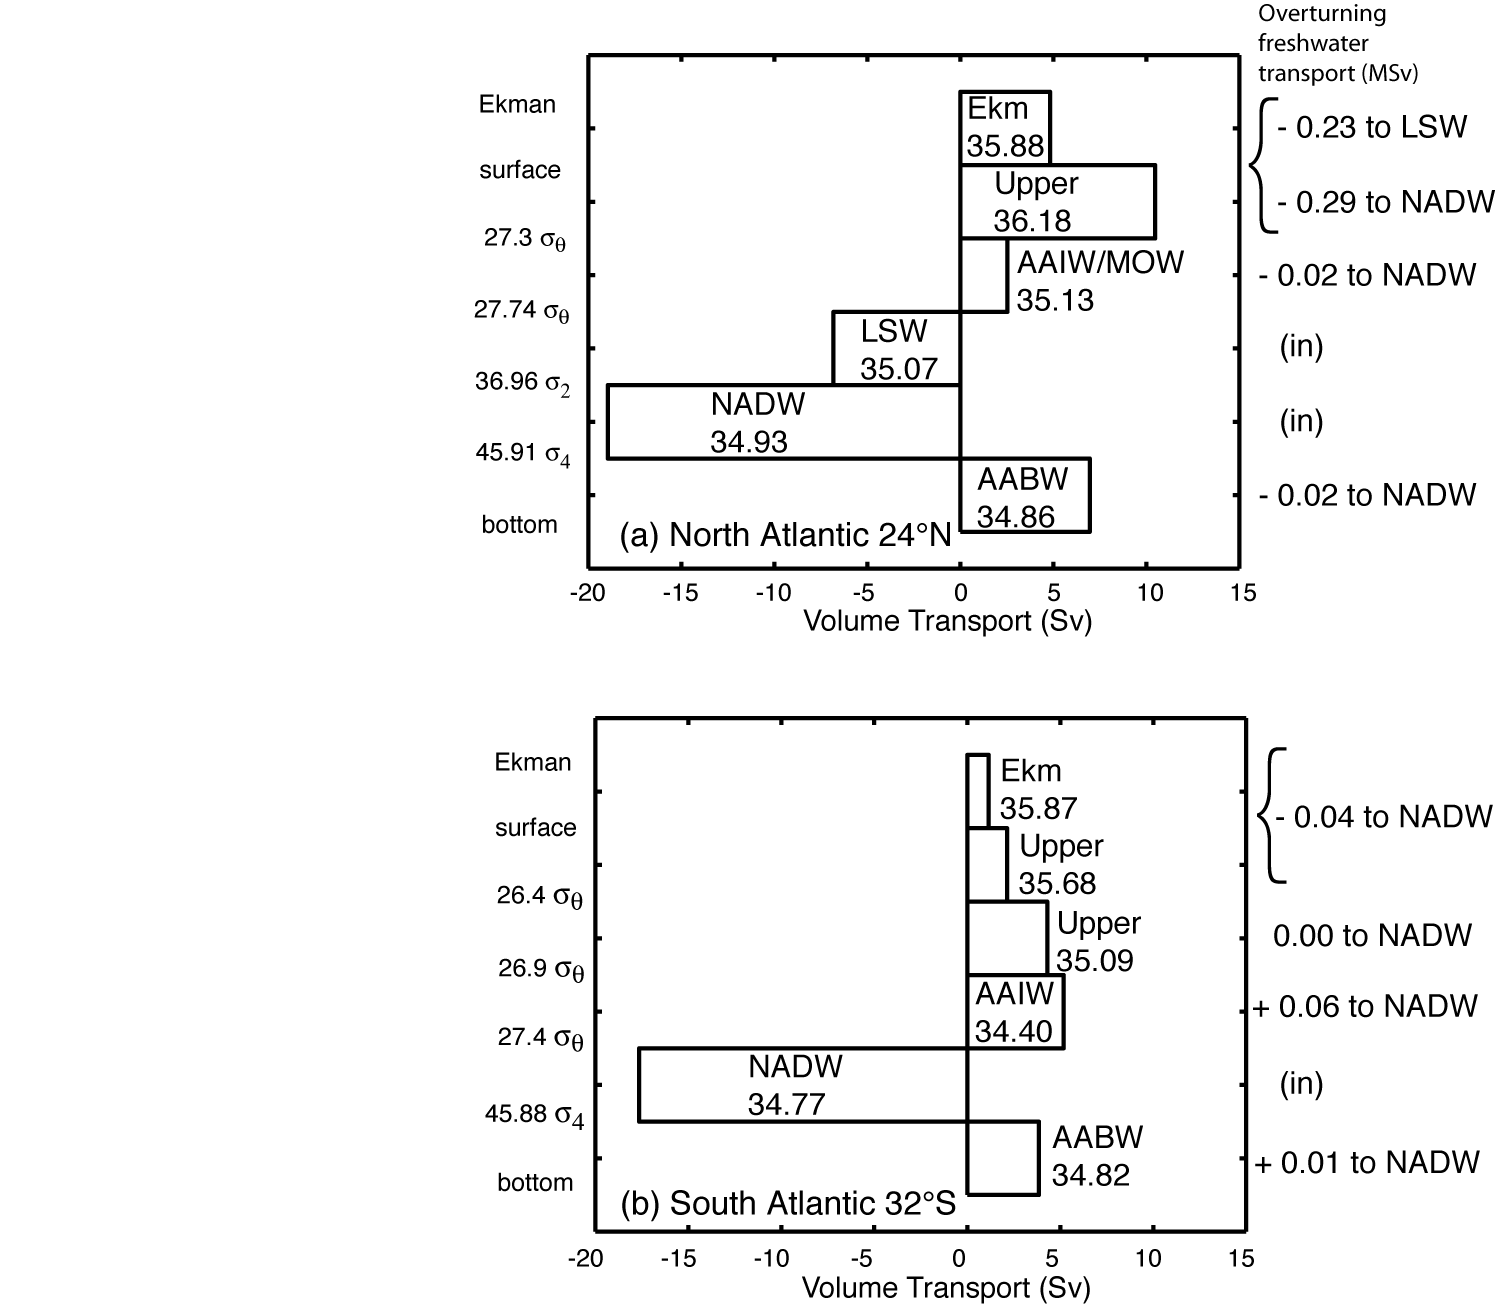 Overturning
freshwater
transport (MSv)
Ekman
surface
27.3 σθ
27.74 σθ
36.96 σ2
45.91 σ4
bottom
Ekm
35.88
Upper
36.18
AAIW/MOW
35.13
LSW
35.07
NADW
34.93
AABW
34.86
(a) North Atlantic 24°N
- 0.23 to LSW
- 0.29 to NADW
- 0.02 to NADW
(in)
(in)
- 0.02 to NADW
-20 -15 -10 -5 0 5 10 15
Volume Transport (Sv)
Ekman
surface
26.4 σθ
26.9 σθ
27.4 σθ
45.88 σ4
bottom
Ekm
35.87
Upper
35.68
Upper
35.09
AAIW
34.40
NADW
34.77
AABW
34.82
(b) South Atlantic 32°S
- 0.04 to NADW
0.00 to NADW
+ 0.06 to NADW
(in)
+ 0.01 to NADW
-20 -15 -10 -5 0 5 10 15
Volume Transport (Sv)